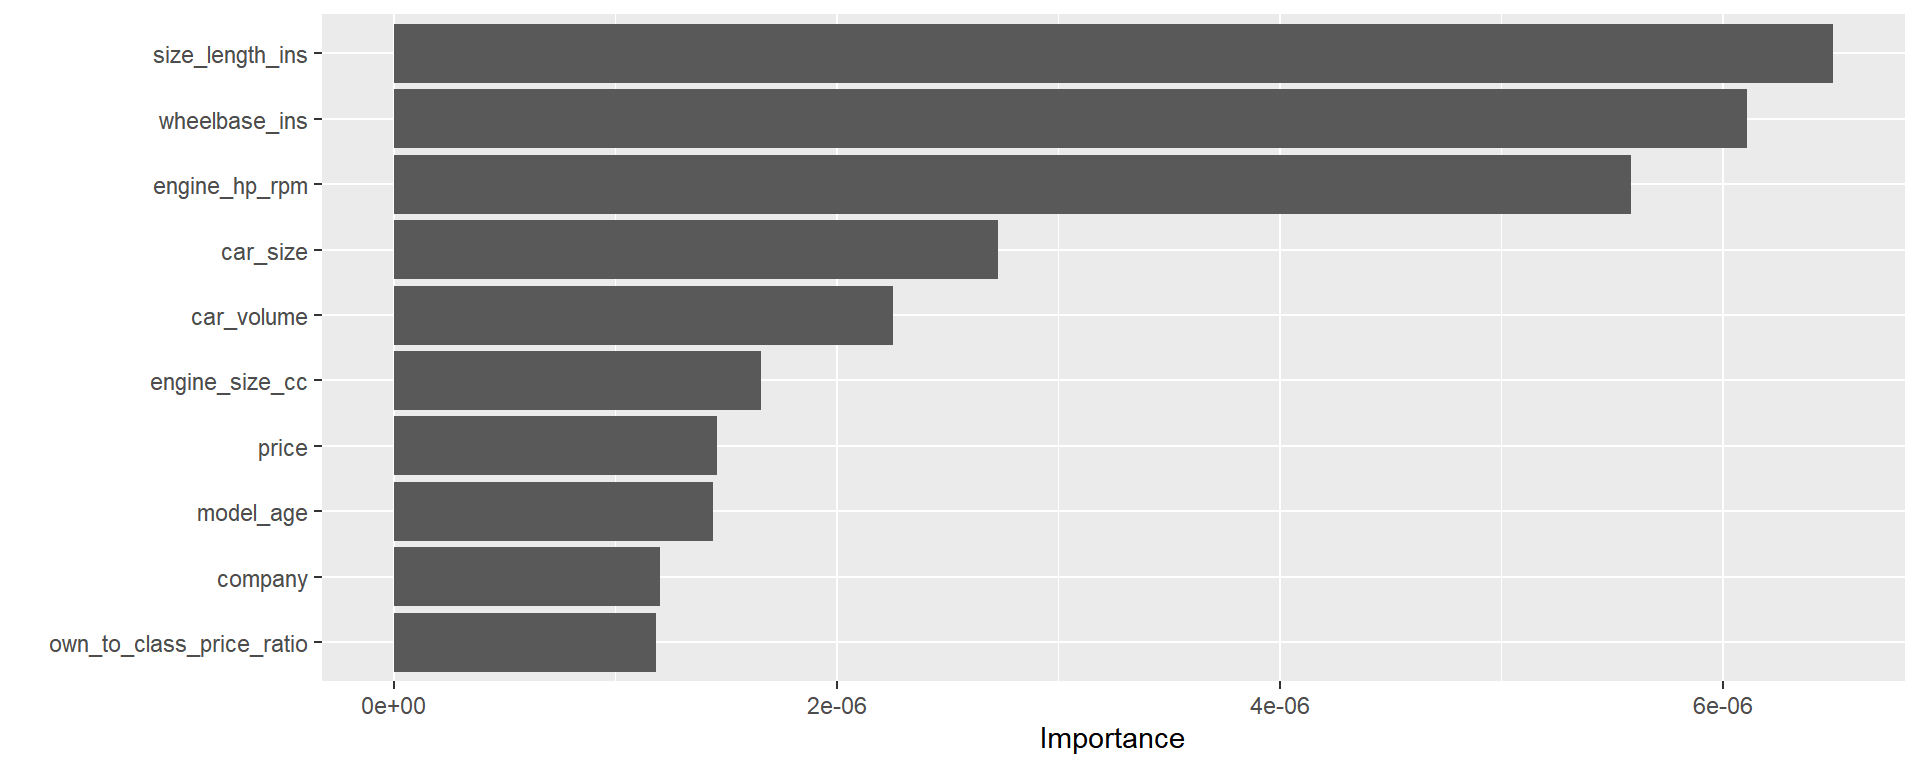 size_length_ins
wheelbase_ins
engine_hp_rpm
car_size
car_volume
engine_size_cc
price
model_age
company
own_to_class_price_ratio
0e+00 2e-06 4e-06 6e-06
Importance